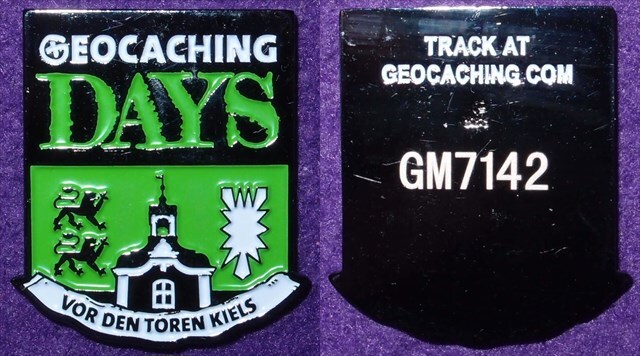 GEOCACHING
DAYS
VOR DEN TOREN KIELS
TRACK AT
GEOCACHING.COM
GM7142